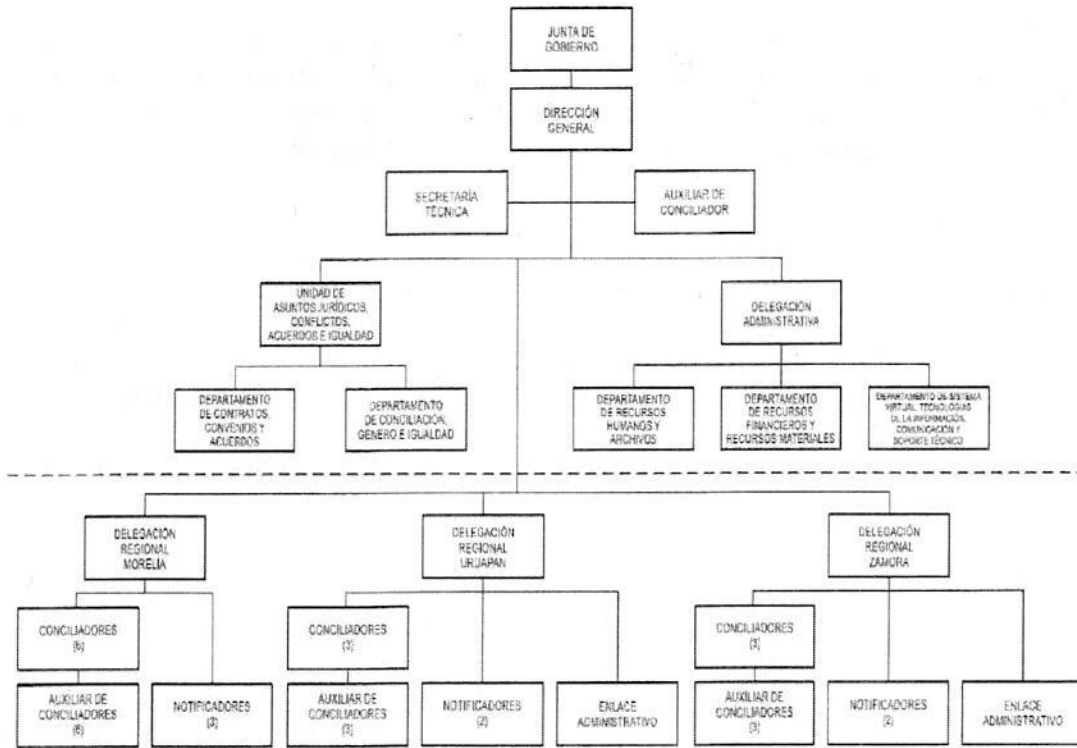 JUNTA DE
GOBIERNO
DIRECCIÓN
GENERAL
SECRETARÍA
TÉCNICA
AUXILIAR DE
CONCILIADOR
UNIDAD DE
ASUNTOS JURÍDICOS,
CONFLICTOS,
ACUERDOS E IGUALDAD
DELEGACIÓN
ADMINISTRATIVA
DEPARTAMENTO
DE CONTRATOS,
CONVENIOS Y
ACUERDOS
DEPARTAMENTO
DE CONCILIACIÓN,
GENERO E IGUALDAD
DEPARTAMENTO
DE RECURSOS
HUMANOS Y
ARCHIVOS
DEPARTAMENTO
DE RECURSOS
FINANCIEROS Y
RECURSOS MATERIALES
DEPARTAMENTO DE SISTEMA
VIRTUAL, TECNOLOGIAS
DE LA INFORMACIÓN,
COMUNICACIÓN Y
SOPORTE TÉCNICO
DELEGACIÓN
REGIONAL
MORELIA
DELEGACIÓN
REGIONAL
URUAPAN
DELEGACIÓN
REGIONAL
ZAMORA
CONCILIADORES
(6)
CONCILIADORES
(3)
CONCILIADORES
(3)
AUXILIAR DE
CONCILIADORES
(6)
NOTIFICADORES
(3)
AUXILIAR DE
CONCILIADORES
(3)
NOTIFICADORES
(2)
ENLACE
ADMINISTRATIVO
AUXILIAR DE
CONCILIADORES
(3)
NOTIFICADORES
(2)
ENLACE
ADMINISTRATIVO